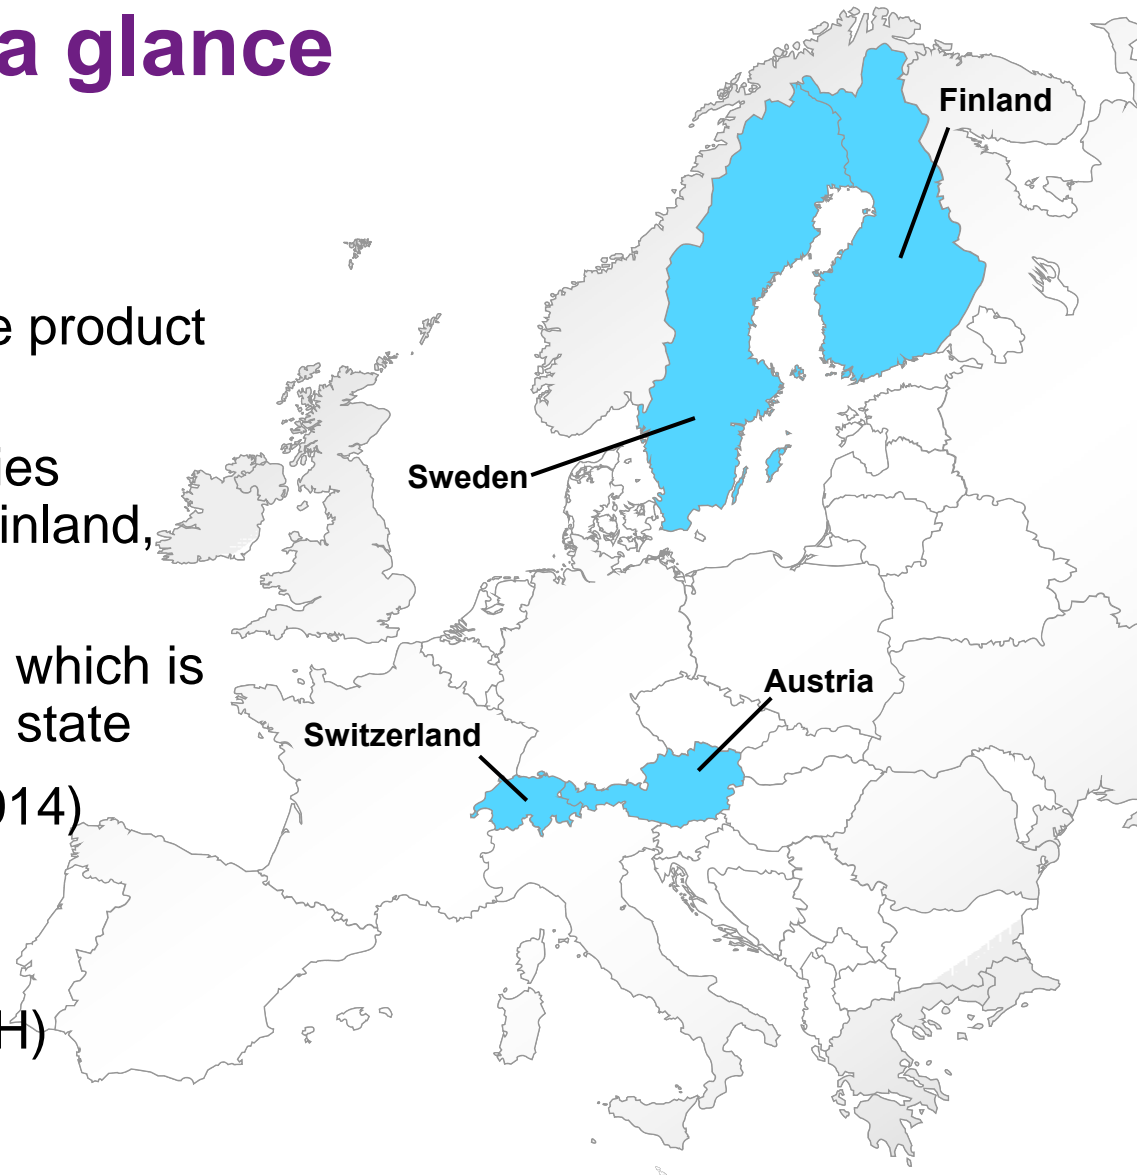 a glance
Finland
e product
ies
Sweden
inland,
which is
Austria
state
Switzerland
014)
H)